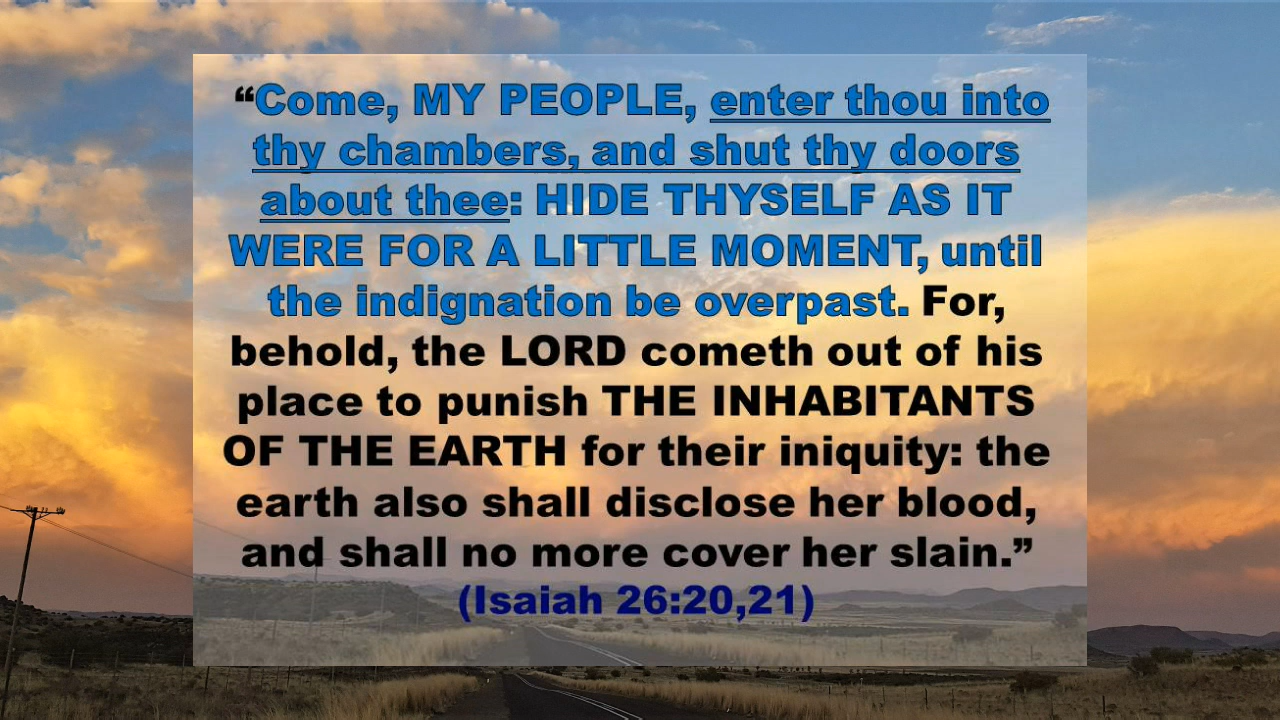 “Come, MY PEOPLE, enter thou into
thy chambers, and shut thy doors
about thee: HIDE THYSELF AS IT
WERE FOR A LITTLE MOMENT, until
the indignation be overpast. For,
behold, the LORD cometh out of his
place to punish THE INHABITANTS
OF THE EARTH for their iniquity: the
earth also shall disclose her blood,
and shall no more cover her slain.”
(Isaiah 26:20,21)